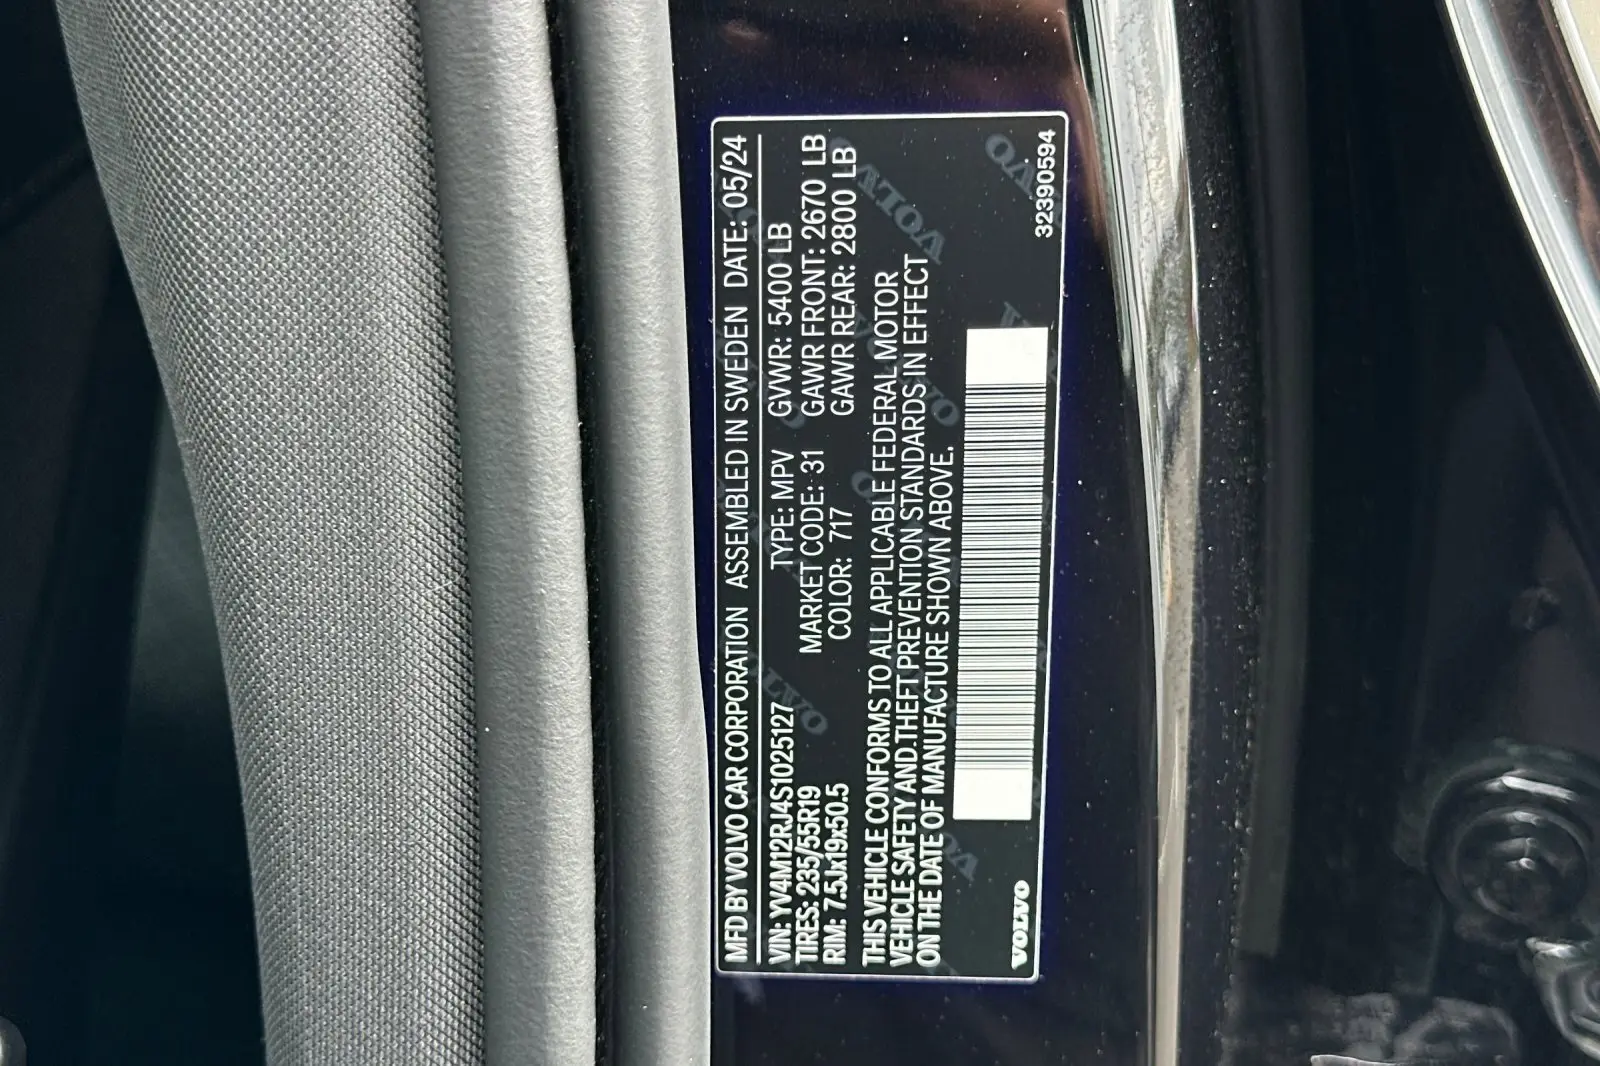 MFD BY VOLVO CAR CORPORATION ASSEMBLED IN SWEDEN DATE: 05/24
VIN: YV4M12RJ4S1025127 TYPE: MPV GVWR: 5400 LB
TIRES: 235/55R19 MARKET CODE: 31 GAWR FRONT: 2670 LB
RIM: 7.5Jx19x50.5 COLOR: 717 GAWR REAR: 2800 LB
THIS VEHICLE CONFORMS TO ALL APPLICABLE FEDERAL MOTOR
VEHICLE SAFETY AND.THEFT PREVENTION STANDARDS IN EFFECT
ON THE DATE OF MANUFACTURE SHOWN ABOVE.
VOLVO 32390594